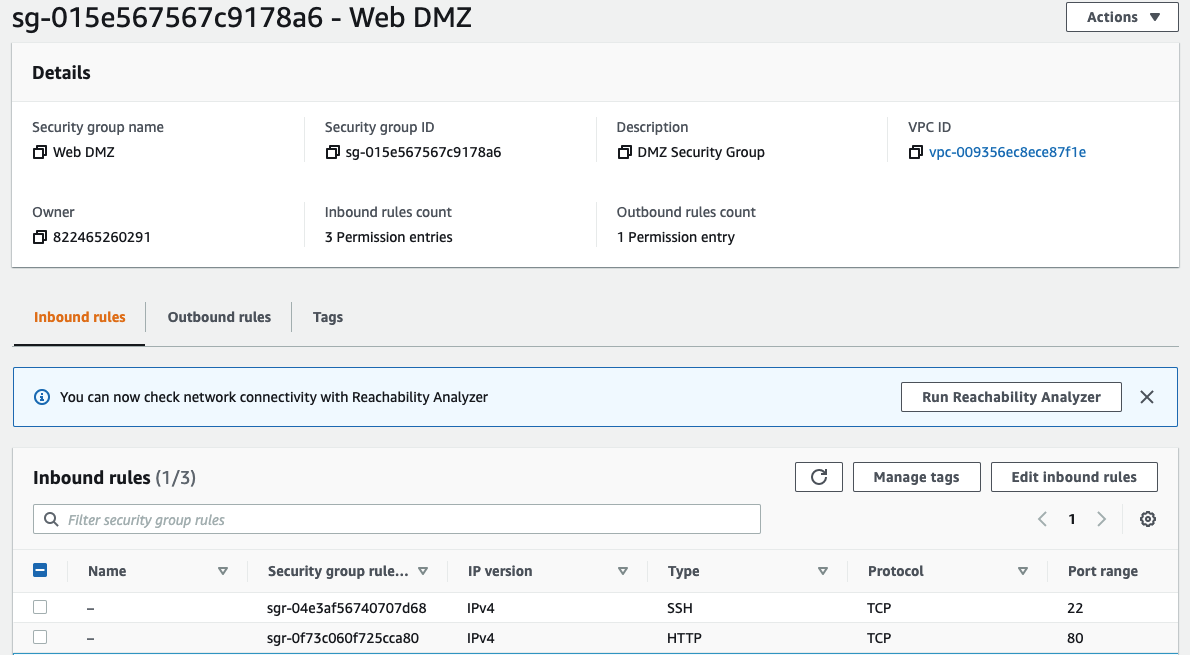 sg-015e567567c9178a6 - Web DMZ
Actions
Details
Security group name
Security group ID
Description
VPC ID
Web DMZ
sg-015e567567c9178a6
DMZ Security Group
vpc-009356ec8ece87f1e
Owner
Inbound rules count
Outbound rules count
822465260291
3 Permission entries
1 Permission entry
Inbound rules
Outbound rules
Tags
You can now check network connectivity with Reachability Analyzer
Run Reachability Analyzer
Inbound rules (1/3)
Manage tags
Edit inbound rules
Filter security group rules
1
Name
Security group rule...
IP version
Type
Protocol
Port range
– sgr-04e3af56740707d68 IPv4 SSH TCP 22
– sgr-0f73c060f725cca80 IPv4 HTTP TCP 80